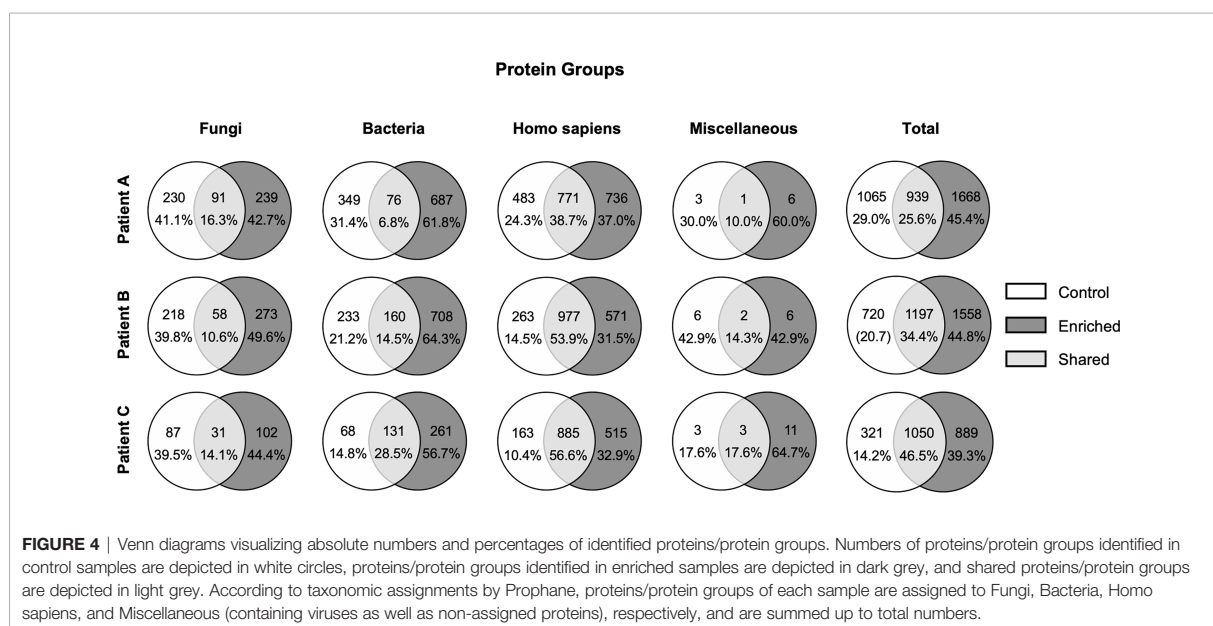 Protein Groups
Fungi Bacteria Homo sapiens Miscellaneous Total
Patient A
230 91 239 349 76 687 483 771 736 3 1 6 1065 939 1668
41.1% 16.3% 42.7% 31.4% 6.8% 61.8% 24.3% 38.7% 37.0% 30.0% 10.0% 60.0% 29.0% 25.6% 45.4%
Patient B
218 58 273 233 160 708 263 977 571 6 2 6 720 1197 1558
39.8% 10.6% 49.6% 21.2% 14.5% 64.3% 14.5% 53.9% 31.5% 42.9% 14.3% 42.9% (20.7) 34.4% 44.8%
Control
Enriched
Shared
Patient C
87 31 102 68 131 261 163 885 515 3 3 11 321 1050 889
39.5% 14.1% 44.4% 14.8% 28.5% 56.7% 10.4% 56.6% 32.9% 17.6% 17.6% 64.7% 14.2% 46.5% 39.3%
FIGURE 4 | Venn diagrams visualizing absolute numbers and percentages of identified proteins/protein groups. Numbers of proteins/protein groups identified in
control samples are depicted in white circles, proteins/protein groups identified in enriched samples are depicted in dark grey, and shared proteins/protein groups
are depicted in light grey. According to taxonomic assignments by Prophane, proteins/protein groups of each sample are assigned to Fungi, Bacteria, Homo
sapiens, and Miscellaneous (containing viruses as well as non-assigned proteins), respectively, and are summed up to total numbers.